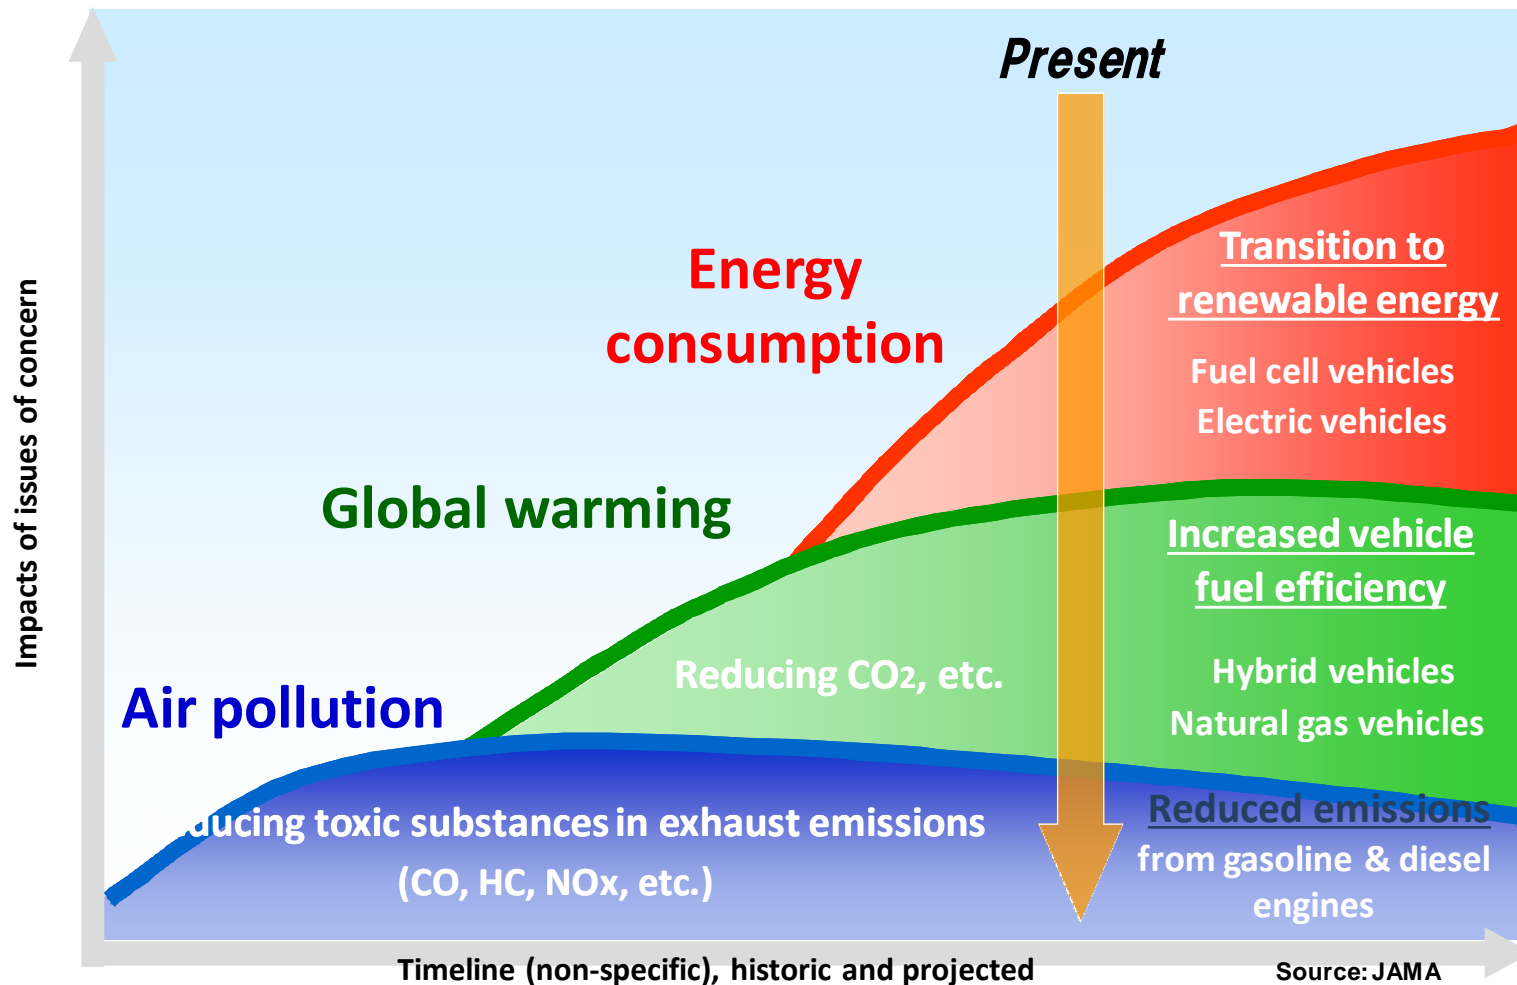 Present
Transition to
renewable energy
Energy
consumption
Fuel cell vehicles
Electric vehicles
Global warming
Increased vehicle
fuel efficiency
Reducing CO2, etc.
Hybrid vehicles
Natural gas vehicles
Air pollution
Reducing toxic substances in exhaust emissions
(CO, HC, NOx, etc.)
Reduced emissions
from gasoline & diesel
engines
Impacts of issues of concern
Timeline (non-specific), historic and projected
Source: JAMA